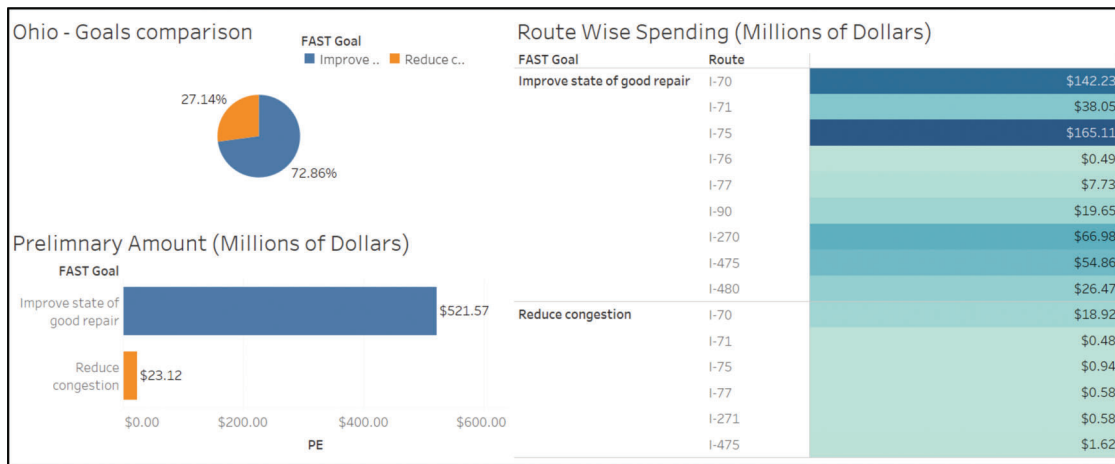 Ohio - Goals comparison
FAST Goal
Improve .. Reduce c..
27.14%
72.86%
Prelimnary Amount (Millions of Dollars)
FAST Goal
Improve state of
good repair
$521.57
Reduce
congestion
$23.12
$0.00 $200.00 $400.00 $600.00
PE
Route Wise Spending (Millions of Dollars)
FAST Goal Route
Improve state of good repair I-70 $142.23
I-71 $38.05
I-75 $165.11
I-76 $0.49
I-77 $7.73
I-90 $19.65
I-270 $66.98
I-475 $54.86
I-480 $26.47
Reduce congestion I-70 $18.92
I-71 $0.48
I-75 $0.94
I-77 $0.58
I-271 $0.58
I-475 $1.62